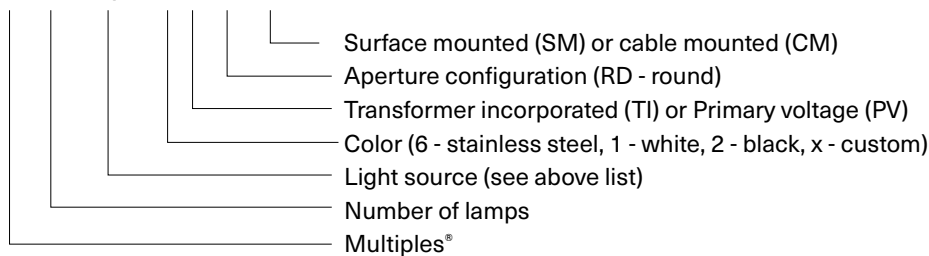 Surface mounted (SM) or cable mounted (CM)
Aperture configuration (RD - round)
Transformer incorporated (TI) or Primary voltage (PV)
Color (6 - stainless steel, 1 - white, 2 - black, x - custom)
Light source (see above list)
Number of lamps
Multiples®